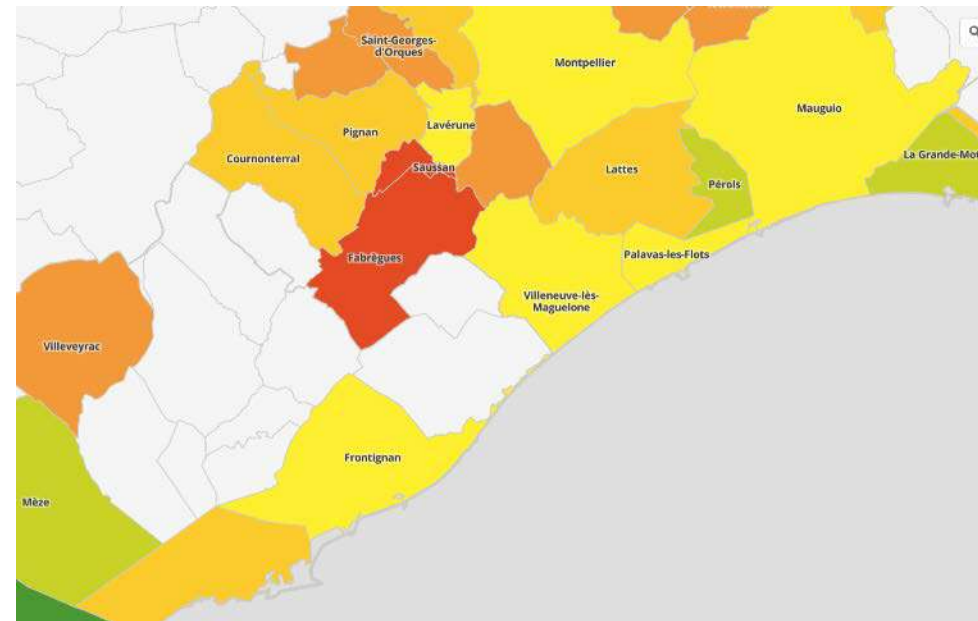 Saint-Georges-
d'Orques
Montpellier
Mauguio
Lavérune
Pignan
Cournonterral
Saussan
Lattes
La Grande-Mot
Pérols
Fabrègues
Palavas-les-Flots
Villeneuve-lès-
Maguelone
Villeveyrac
Frontignan
Mèze